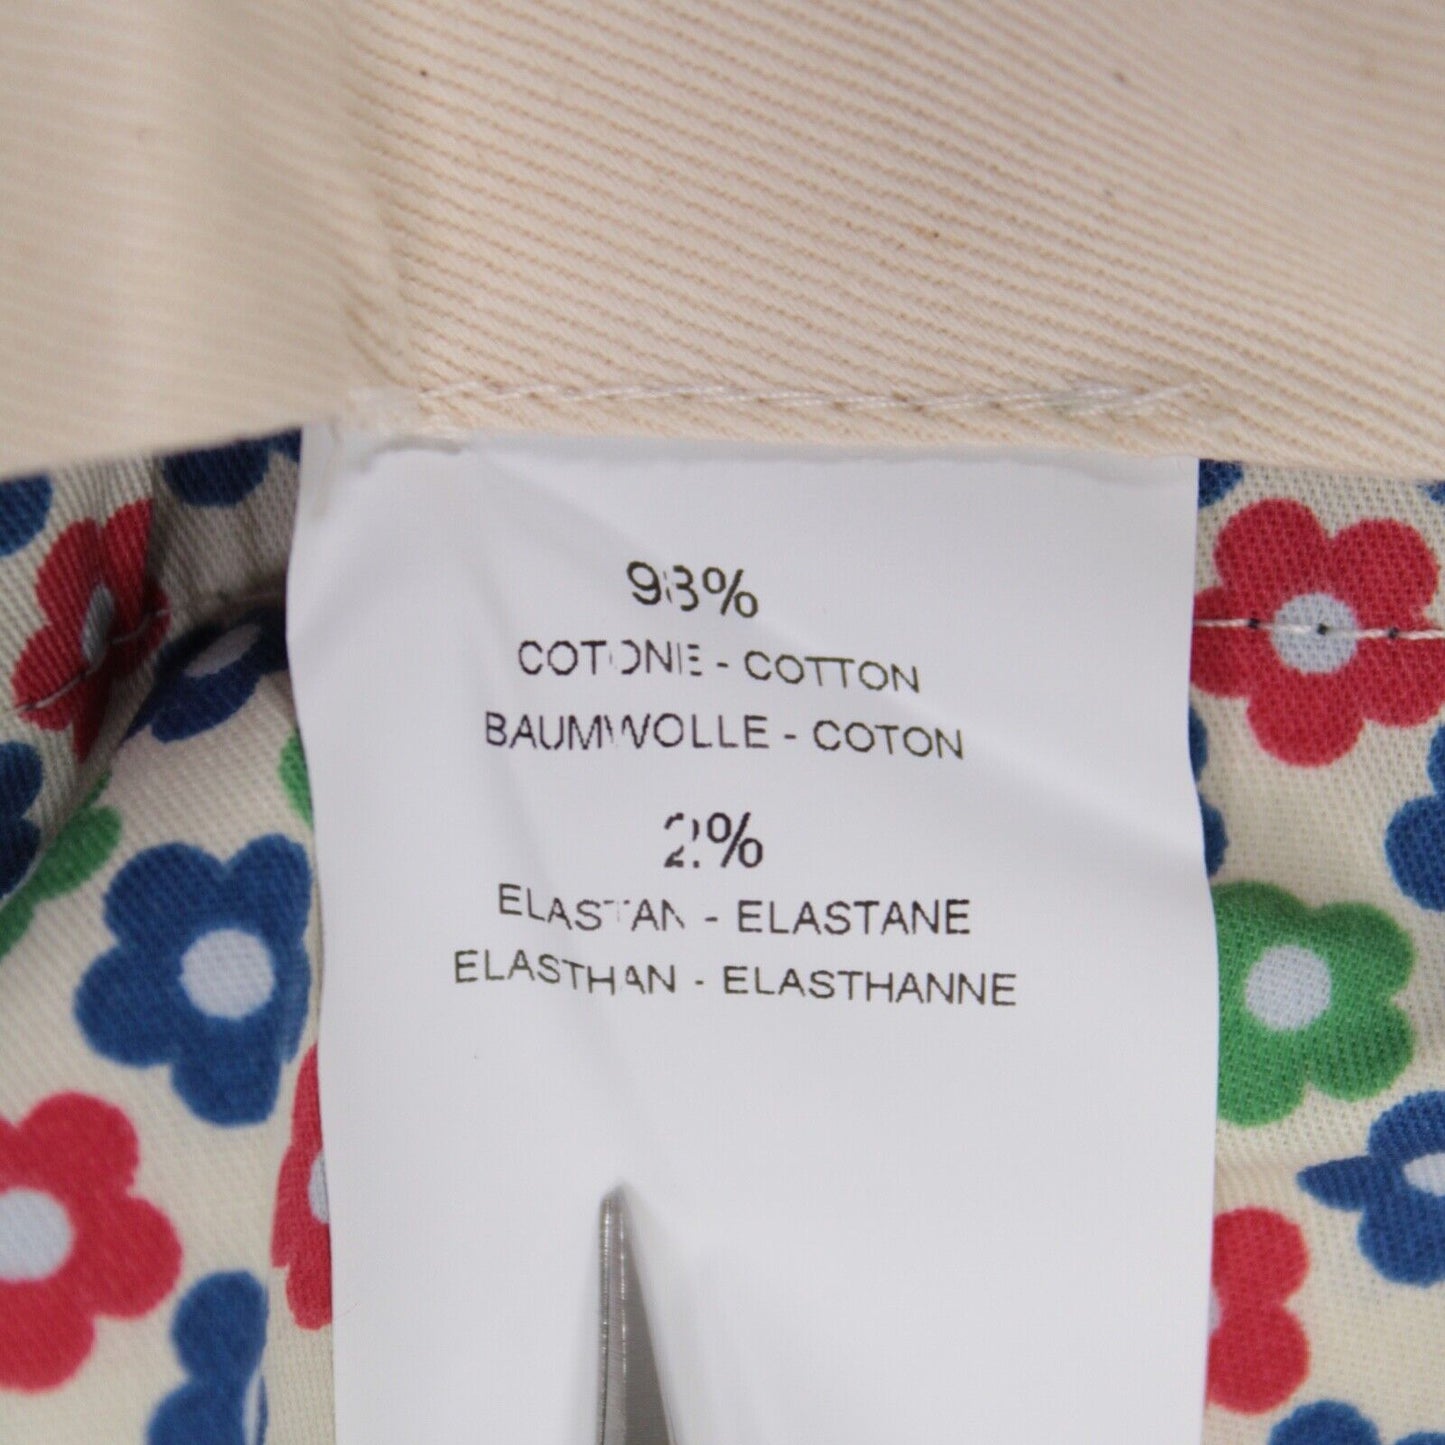 98%
COTONE - COTTON
BAUMWOLLE - COTON
2%
ELASTAN - ELASTANE
ELASTHAN - ELASTHANNE